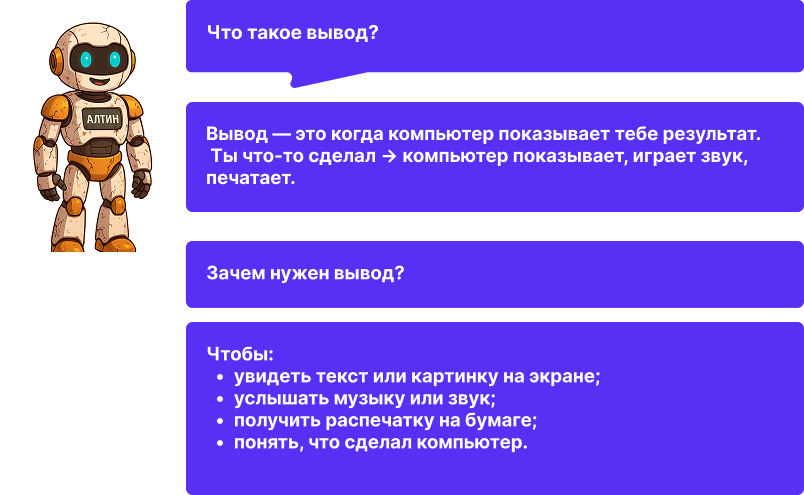 Что такое вывод?
АЛТИН
Вывод — это когда компьютер показывает тебе результат.
Ты что-то сделал → компьютер показывает, играет звук,
печатает.
Зачем нужен вывод?
Чтобы:
• увидеть текст или картинку на экране;
• услышать музыку или звук;
• получить распечатку на бумаге;
• понять, что сделал компьютер.